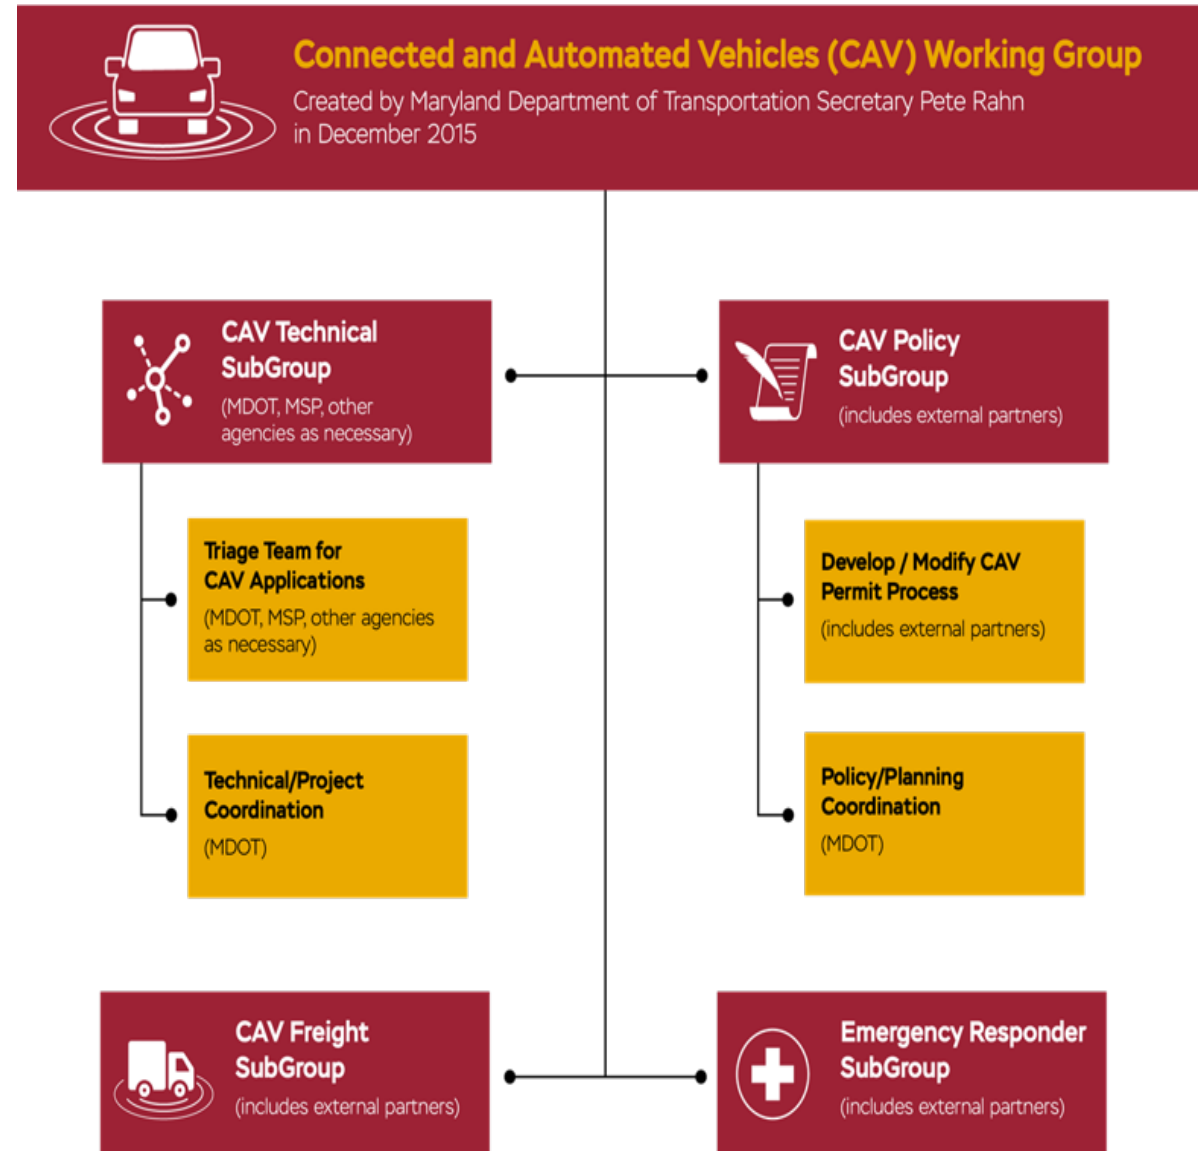 Connected and Automated Vehicles (CAV) Working Group
Created by Maryland Department of Transportation Secretary Pete Rahn
in December 2015
CAV Technical
SubGroup
(MDOT, MSP, other
agencies as necessary)
CAV Policy
SubGroup
(includes external partners)
Triage Team for
CAV Applications
(MDOT, MSP, other agencies
as necessary)
Develop / Modify CAV
Permit Process
(includes external partners)
Technical/Project
Coordination
(MDOT)
Policy/Planning
Coordination
(MDOT)
CAV Freight
SubGroup
(includes external partners)
Emergency Responder
SubGroup
(includes external partners)